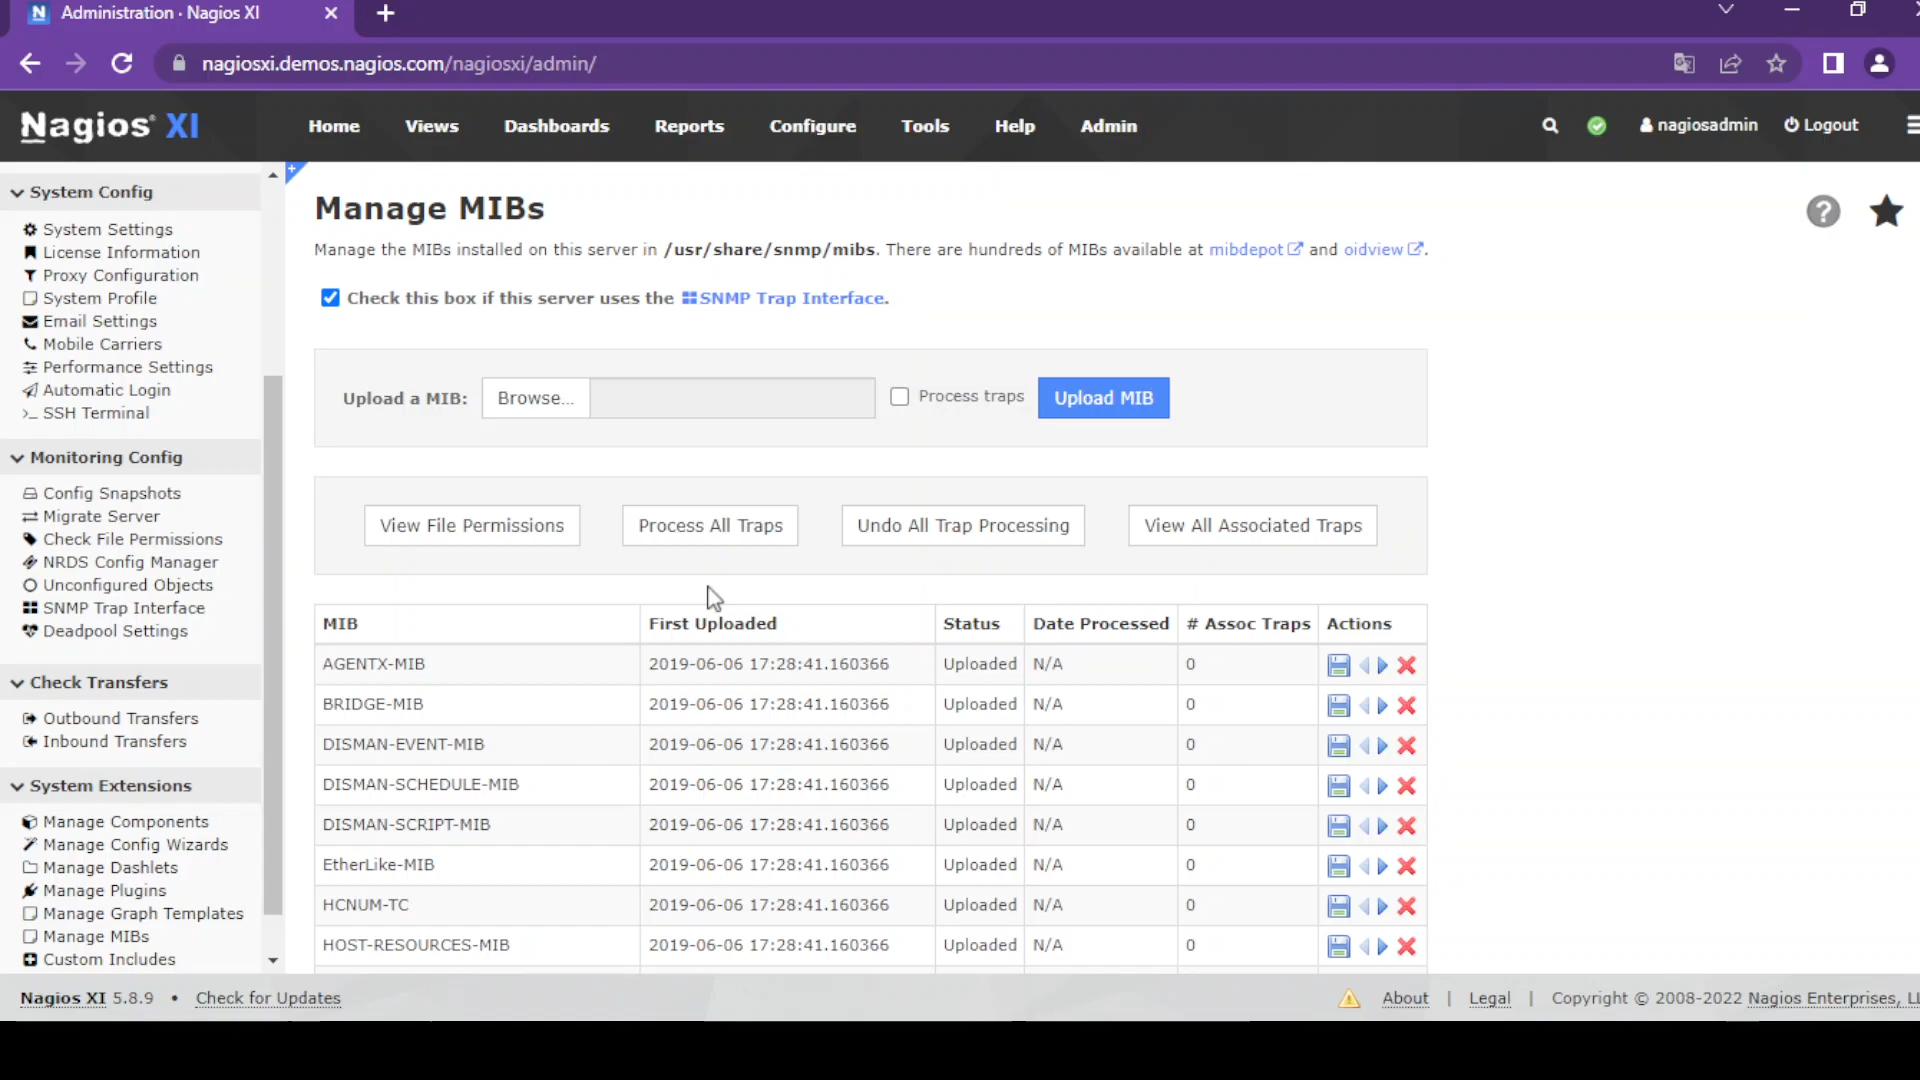 Administration · Nagios XI
nagiosxi.demos.nagios.com/nagiosxi/admin/
Nagios® XI
Home Views Dashboards Reports Configure Tools Help Admin
nagiosadmin Logout
System Config
System Settings
License Information
Proxy Configuration
System Profile
Email Settings
Mobile Carriers
Performance Settings
Automatic Login
SSH Terminal
Monitoring Config
Config Snapshots
Migrate Server
Check File Permissions
NRDS Config Manager
Unconfigured Objects
SNMP Trap Interface
Deadpool Settings
Check Transfers
Outbound Transfers
Inbound Transfers
System Extensions
Manage Components
Manage Config Wizards
Manage Dashlets
Manage Plugins
Manage Graph Templates
Manage MIBs
Custom Includes
Manage MIBs
Manage the MIBs installed on this server in /usr/share/snmp/mibs. There are hundreds of MIBs available at mibdepot and oidview.
Check this box if this server uses the SNMP Trap Interface.
Upload a MIB: Browse... Process traps Upload MIB
View File Permissions Process All Traps Undo All Trap Processing View All Associated Traps
MIB First Uploaded Status Date Processed # Assoc Traps Actions
AGENTX-MIB 2019-06-06 17:28:41.160366 Uploaded N/A 0
BRIDGE-MIB 2019-06-06 17:28:41.160366 Uploaded N/A 0
DISMAN-EVENT-MIB 2019-06-06 17:28:41.160366 Uploaded N/A 0
DISMAN-SCHEDULE-MIB 2019-06-06 17:28:41.160366 Uploaded N/A 0
DISMAN-SCRIPT-MIB 2019-06-06 17:28:41.160366 Uploaded N/A 0
EtherLike-MIB 2019-06-06 17:28:41.160366 Uploaded N/A 0
HCNUM-TC 2019-06-06 17:28:41.160366 Uploaded N/A 0
HOST-RESOURCES-MIB 2019-06-06 17:28:41.160366 Uploaded N/A 0
Nagios XI 5.8.9 • Check for Updates
About | Legal | Copyright © 2008-2022 Nagios Enterprises,